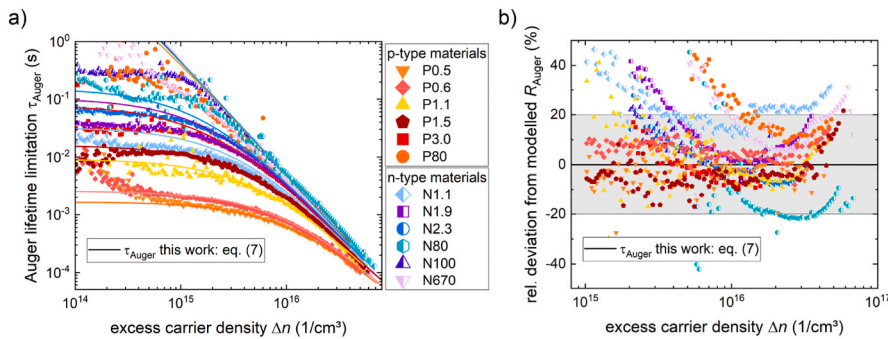 a)
Auger lifetime limitation τAuger (s)
10⁰
10⁻¹
10⁻²
10⁻³
10⁻⁴
10¹⁴
10¹⁵
10¹⁶
τAuger this work: eq. (7)
excess carrier density Δn (1/cm³)
p-type materials
P0.5
P0.6
P1.1
P1.5
P3.0
P80
n-type materials
N1.1
N1.9
N2.3
N80
N100
N670
b)
rel. deviation from modelled RAuger (%)
40
20
0
-20
-40
10¹⁵
10¹⁶
10¹⁷
τAuger this work: eq. (7)
excess carrier density Δn (1/cm³)